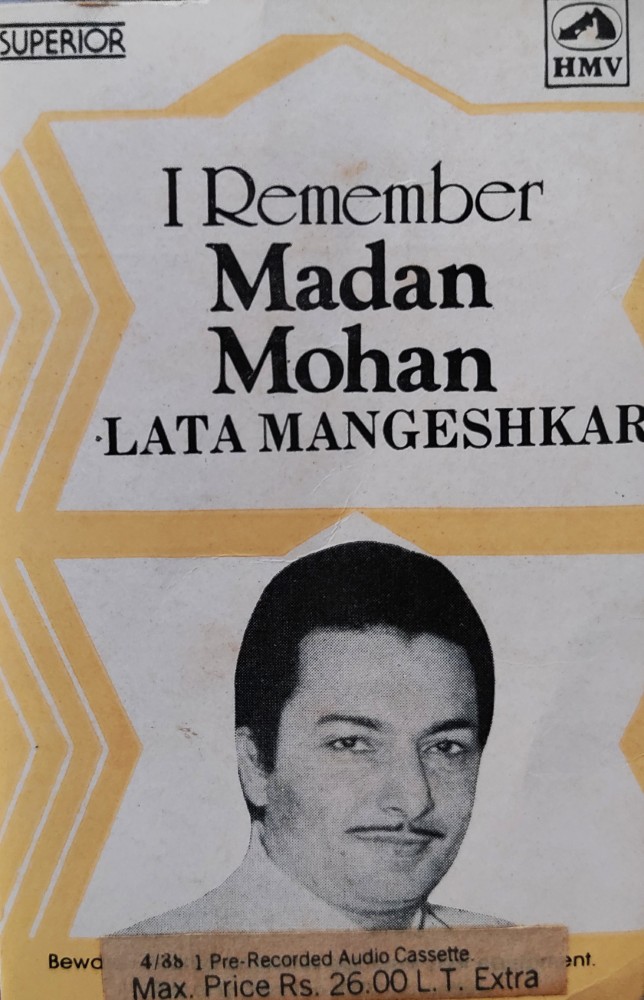 SUPERIOR
HMV
I Remember
Madan
Mohan
LATA MANGESHKAR
4/88 1 Pre-Recorded Audio Cassette.
Max. Price Rs. 26.00 L.T. Extra